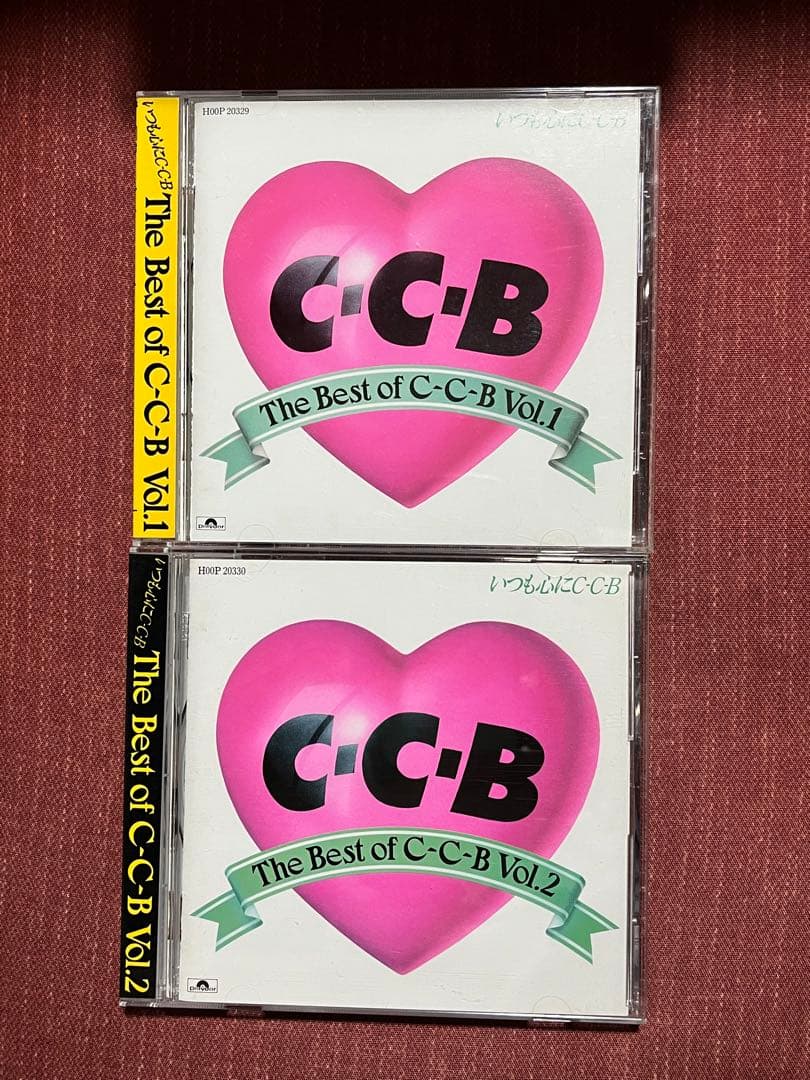 いつも心にC-C-B The Best of C-C-B Vol.1
H00P 20329
いつも心にC-C-B
C-C-B
The Best of C-C-B Vol.1
polydor
いつも心にC-C-B The Best of C-C-B Vol.2
H00P 20330
いつも心にC-C-B
C-C-B
The Best of C-C-B Vol.2
polydor